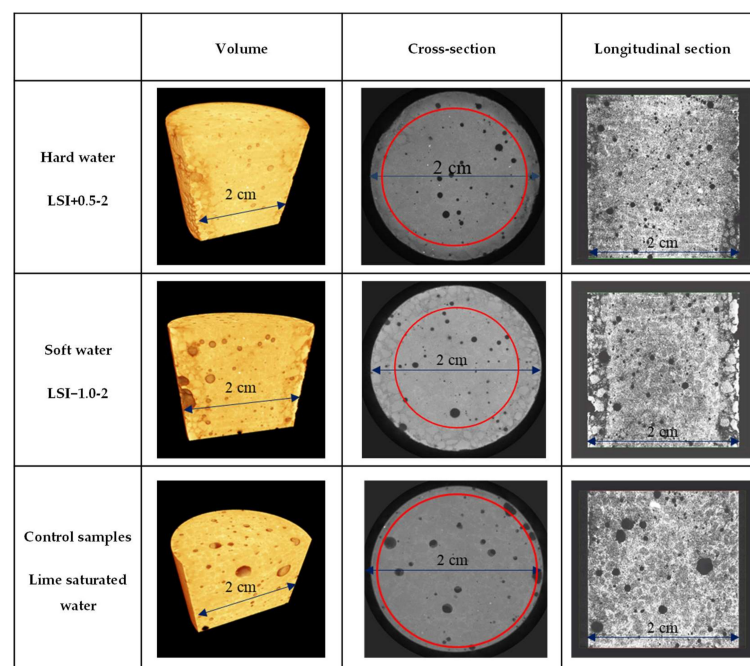 Volume
Cross-section
Longitudinal section
Hard water
LSI+0.5-2
2 cm
2 cm
2 cm
Soft water
LSI−1.0-2
2 cm
2 cm
2 cm
Control samples
Lime saturated
water
2 cm
2 cm
2 cm